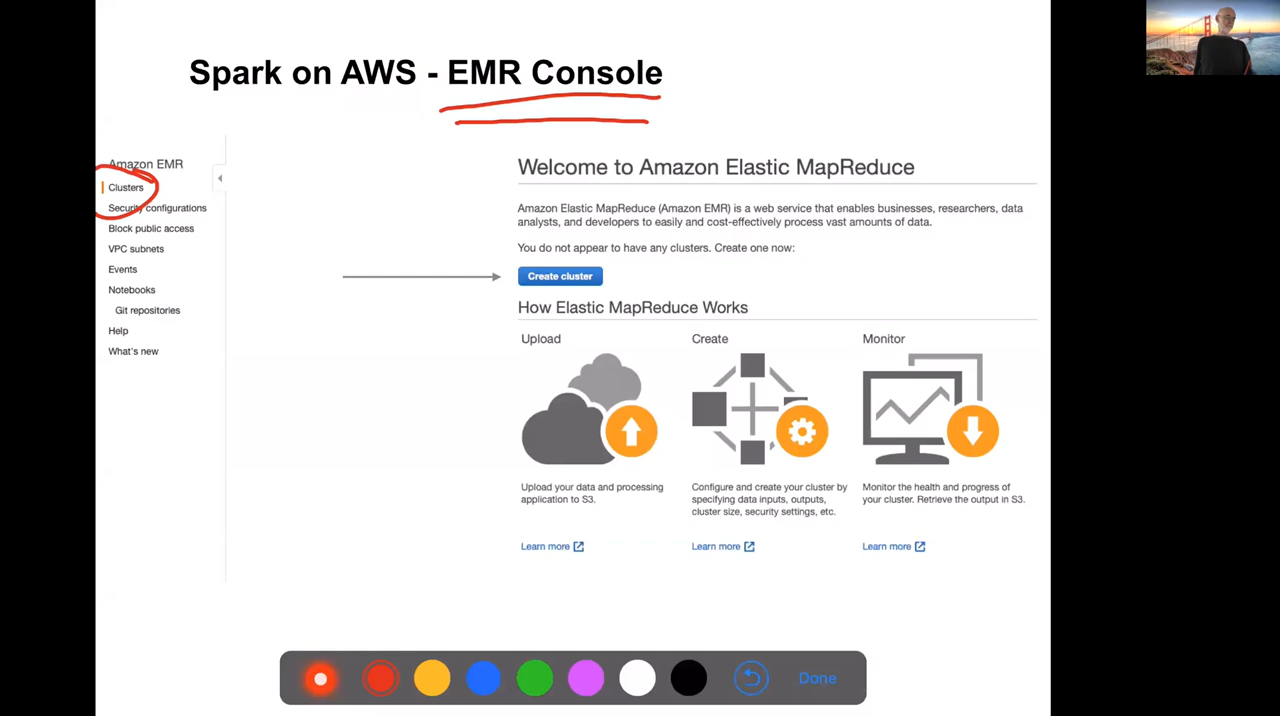 Spark on AWS - EMR Console
Amazon EMR
Clusters
Security configurations
Block public access
VPC subnets
Events
Notebooks
Git repositories
Help
What's new
Welcome to Amazon Elastic MapReduce
Amazon Elastic MapReduce (Amazon EMR) is a web service that enables businesses, researchers, data
analysts, and developers to easily and cost-effectively process vast amounts of data.
You do not appear to have any clusters. Create one now:
Create cluster
How Elastic MapReduce Works
Upload
Upload your data and processing
application to S3.
Learn more
Create
Configure and create your cluster by
specifying data inputs, outputs,
cluster size, security settings, etc.
Learn more
Monitor
Monitor the health and progress of
your cluster. Retrieve the output in S3.
Learn more
Done